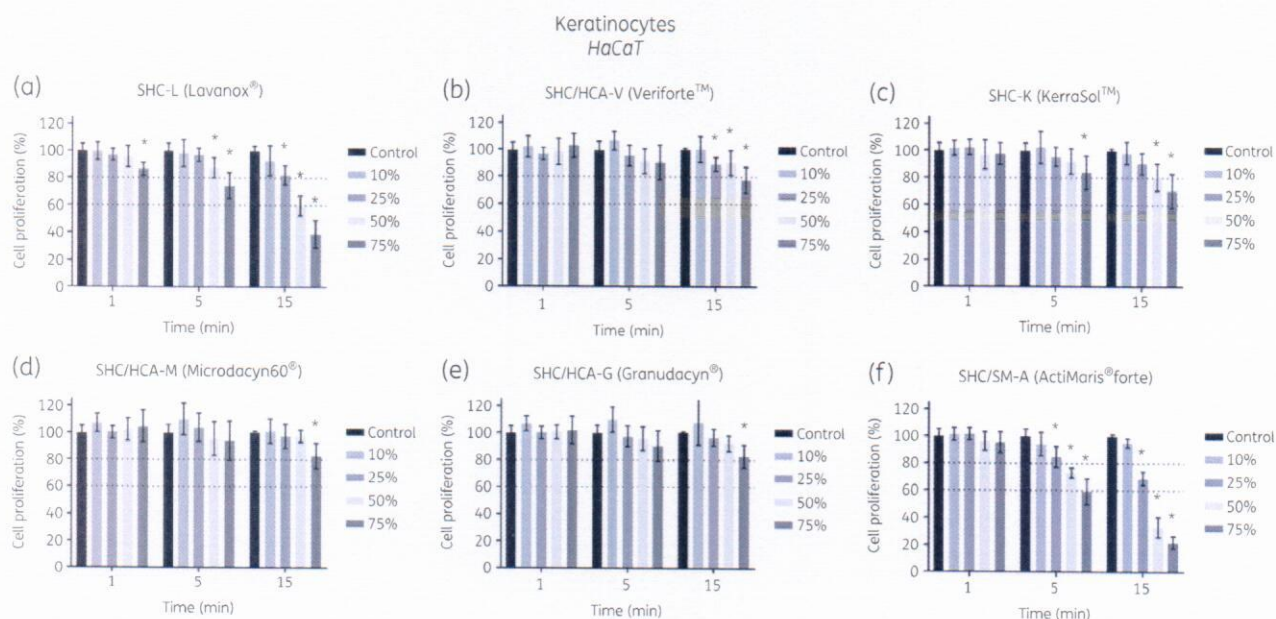 Keratinocytes
HaCaT
(a) SHC-L (Lavanox®)
Cell proliferation (%)
120
100
80
60
40
20
0
1 5 15
Time (min)
Control
10%
25%
50%
75%
(b) SHC/HCA-V (Veriforte™)
Cell proliferation (%)
120
100
80
60
40
20
0
1 5 15
Time (min)
Control
10%
25%
50%
75%
(c) SHC-K (KerraSol™)
Cell proliferation (%)
120
100
80
60
40
20
0
1 5 15
Time (min)
Control
10%
25%
50%
75%
(d) SHC/HCA-M (Microdacyn60®)
Cell proliferation (%)
120
100
80
60
40
20
0
1 5 15
Time (min)
Control
10%
25%
50%
75%
(e) SHC/HCA-G (Granudacyn®)
Cell proliferation (%)
120
100
80
60
40
20
0
1 5 15
Time (min)
Control
10%
25%
50%
75%
(f) SHC/SM-A (ActiMaris®forte)
Cell proliferation (%)
120
100
80
60
40
20
0
1 5 15
Time (min)
Control
10%
25%
50%
75%